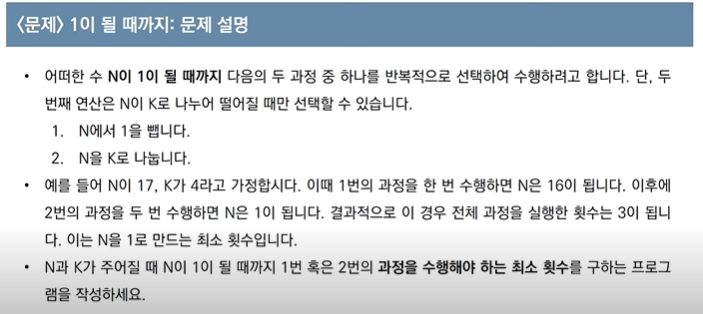 <문제> 1이 될 때까지: 문제 설명
• 어떠한 수 N이 1이 될 때까지 다음의 두 과정 중 하나를 반복적으로 선택하여 수행하려고 합니다. 단, 두
번째 연산은 N이 K로 나누어 떨어질 때만 선택할 수 있습니다.
1. N에서 1을 뺍니다.
2. N을 K로 나눕니다.
• 예를 들어 N이 17, K가 4라고 가정합시다. 이때 1번의 과정을 한 번 수행하면 N은 16이 됩니다. 이후에
2번의 과정을 두 번 수행하면 N은 1이 됩니다. 결과적으로 이 경우 전체 과정을 실행한 횟수는 3이 됩니
다. 이는 N을 1로 만드는 최소 횟수입니다.
• N과 K가 주어질 때 N이 1이 될 때까지 1번 혹은 2번의 과정을 수행해야 하는 최소 횟수를 구하는 프로그
램을 작성하세요.